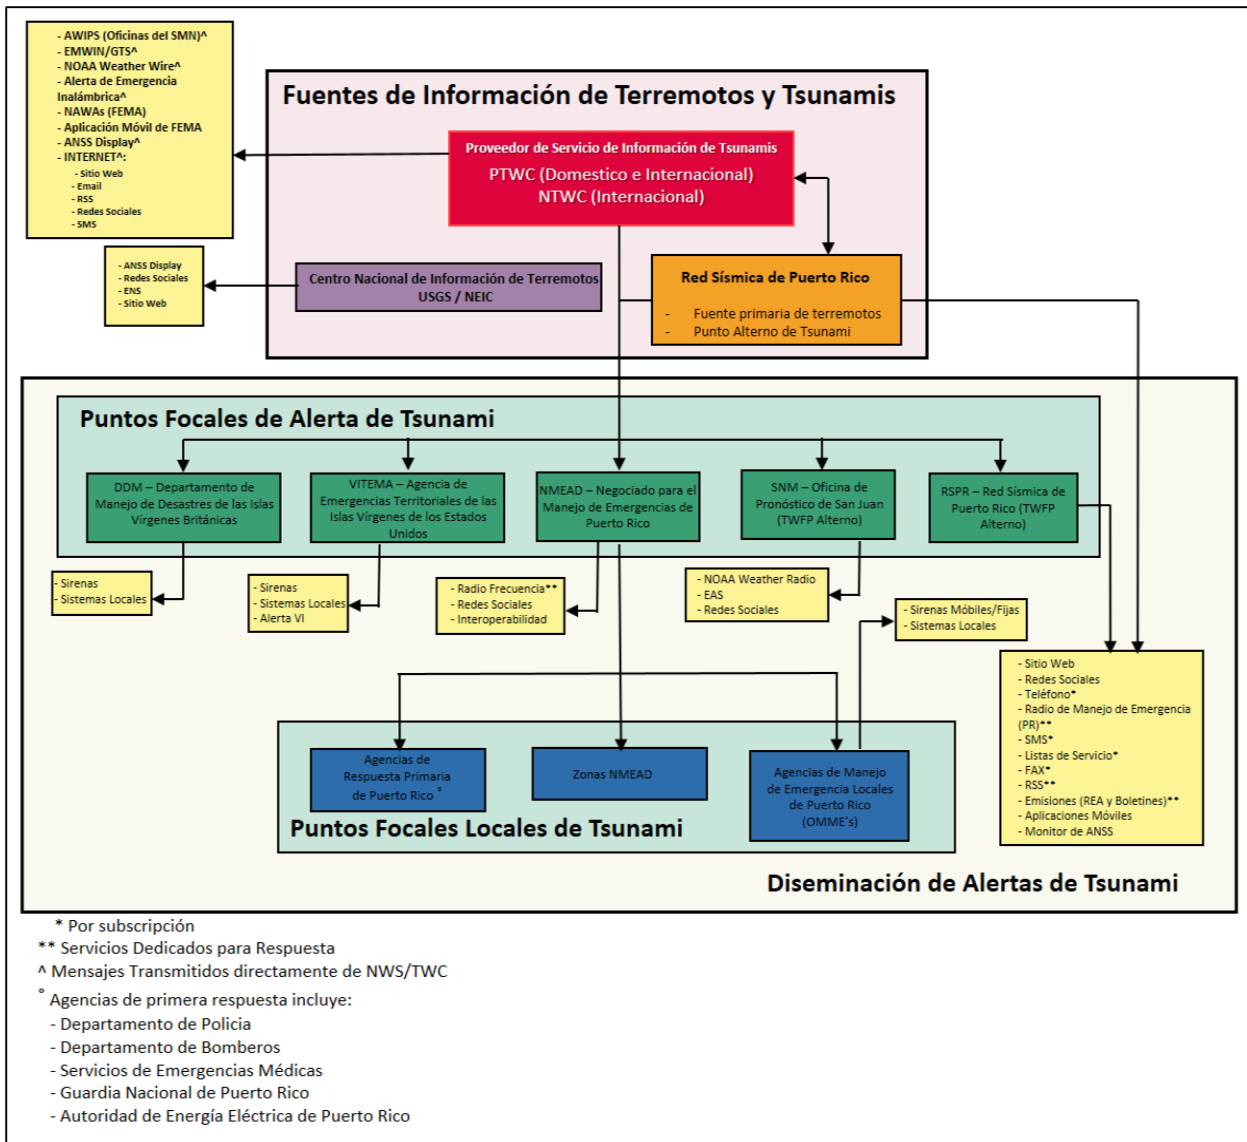 - AWIPS (Oficinas del SMN)^
- EMWIN/GTS^
- NOAA Weather Wire^
- Alerta de Emergencia
Inalámbrica^
- NAWAs (FEMA)
- Aplicación Móvil de FEMA
- ANSS Display^
- INTERNET^:
- Sitio Web
- Email
- RSS
- Redes Sociales
- SMS
Fuentes de Información de Terremotos y Tsunamis
Proveedor de Servicio de Información de Tsunamis
PTWC (Domestico e Internacional)
NTWC (Internacional)
- ANSS Display
- Redes Sociales
- ENS
- Sitio Web
Centro Nacional de Información de Terremotos
USGS / NEIC
Red Sísmica de Puerto Rico
- Fuente primaria de terremotos
- Punto Alterno de Tsunami
Puntos Focales de Alerta de Tsunami
DDM – Departamento de
Manejo de Desastres de las Islas
Vírgenes Británicas
VITEMA – Agencia de
Emergencias Territoriales de las
Islas Vírgenes de los Estados
Unidos
NMEAD – Negociado para el
Manejo de Emergencias de
Puerto Rico
SNM – Oficina de
Pronóstico de San Juan
(TWFP Alterno)
RSPR – Red Sísmica de
Puerto Rico (TWFP
Alterno)
- Sirenas
- Sistemas Locales
- Sirenas
- Sistemas Locales
- Alerta VI
- Radio Frecuencia**
- Redes Sociales
- Interoperabilidad
- NOAA Weather Radio
- EAS
- Redes Sociales
- Sirenas Móbiles/Fijas
- Sistemas Locales
- Sitio Web
- Redes Sociales
- Teléfono*
- Radio de Manejo de Emergencia
(PR)**
- SMS*
- Listas de Servicio*
- FAX*
- RSS**
- Emisiones (REA y Boletines)**
- Aplicaciones Móviles
- Monitor de ANSS
Agencias de
Respuesta Primaria
de Puerto Rico °
Zonas NMEAD
Agencias de Manejo
de Emergencia Locales
de Puerto Rico
(OMME's)
Puntos Focales Locales de Tsunami
Diseminación de Alertas de Tsunami
* Por subscripción
** Servicios Dedicados para Respuesta
^ Mensajes Transmitidos directamente de NWS/TWC
° Agencias de primera respuesta incluye:
- Departamento de Policia
- Departamento de Bomberos
- Servicios de Emergencias Médicas
- Guardia Nacional de Puerto Rico
- Autoridad de Energía Eléctrica de Puerto Rico